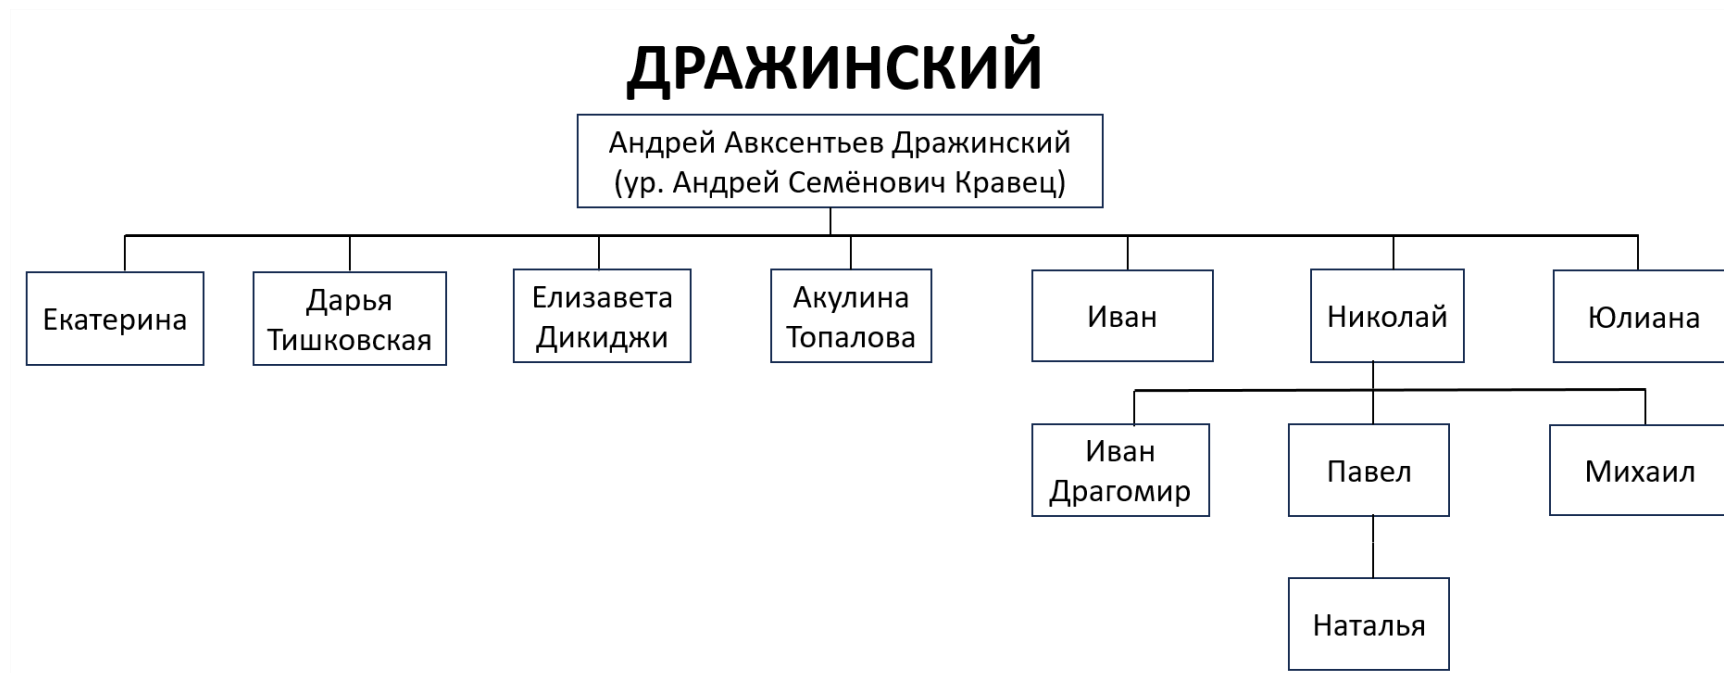 ДРАЖИНСКИЙ
Андрей Авксентьев Дражинский
(ур. Андрей Семёнович Кравец)
Екатерина
Дарья
Тишковская
Елизавета
Дикиджи
Акулина
Топалова
Иван
Николай
Юлиана
Иван
Драгомир
Павел
Михаил
Наталья